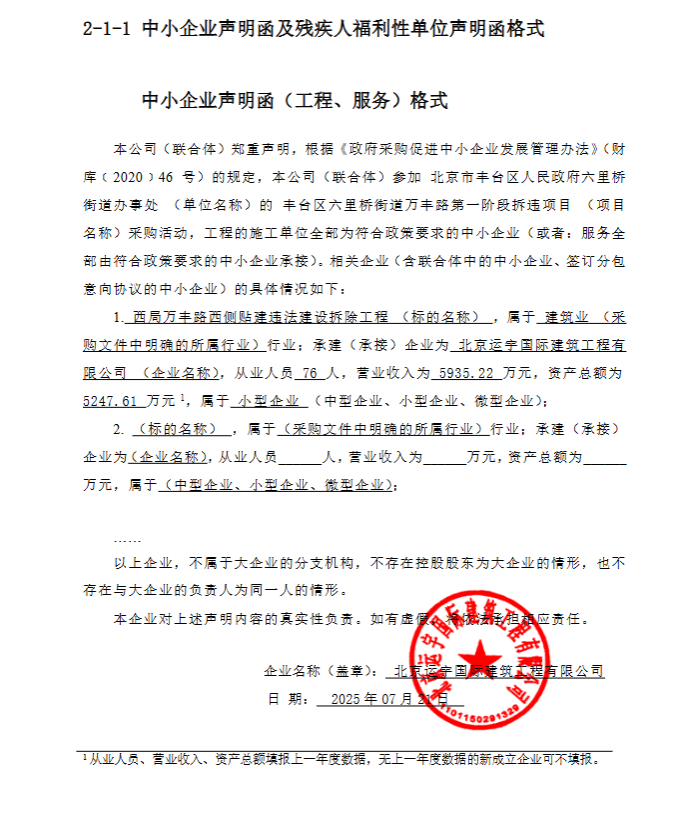 2-1-1 中小企业声明函及残疾人福利性单位声明函格式
中小企业声明函（工程、服务）格式
本公司（联合体）郑重声明，根据《政府采购促进中小企业发展管理办法》（财
库﹝2020﹞46 号）的规定，本公司（联合体）参加 北京市丰台区人民政府六里桥
街道办事处 （单位名称）的 丰台区六里桥街道万丰路第一阶段拆违项目 （项目
名称）采购活动，工程的施工单位全部为符合政策要求的中小企业（或者：服务全
部由符合政策要求的中小企业承接）。相关企业（含联合体中的中小企业、签订分包
意向协议的中小企业）的具体情况如下：
1. 西局万丰路西侧贴建违法建设拆除工程 （标的名称） ，属于 建筑业 （采
购文件中明确的所属行业）行业；承建（承接）企业为 北京运宇国际建筑工程有
限公司 （企业名称），从业人员 76 人，营业收入为 5935.22 万元，资产总额为
5247.61 万元¹，属于 小型企业 （中型企业、小型企业、微型企业）；
2. （标的名称） ，属于（采购文件中明确的所属行业）行业；承建（承接）
企业为（企业名称），从业人员______人，营业收入为______万元，资产总额为______
万元，属于（中型企业、小型企业、微型企业）；
……
以上企业，不属于大企业的分支机构，不存在控股股东为大企业的情形，也不
存在与大企业的负责人为同一人的情形。
本企业对上述声明内容的真实性负责。如有虚假，将依法承担相应责任。
企业名称（盖章）： 北京运宇国际建筑工程有限公司
日 期： 2025 年 07 月 21 日
北京运宇国际建筑工程有限公司
1101150291329
¹从业人员、营业收入、资产总额填报上一年度数据，无上一年度数据的新成立企业可不填报。